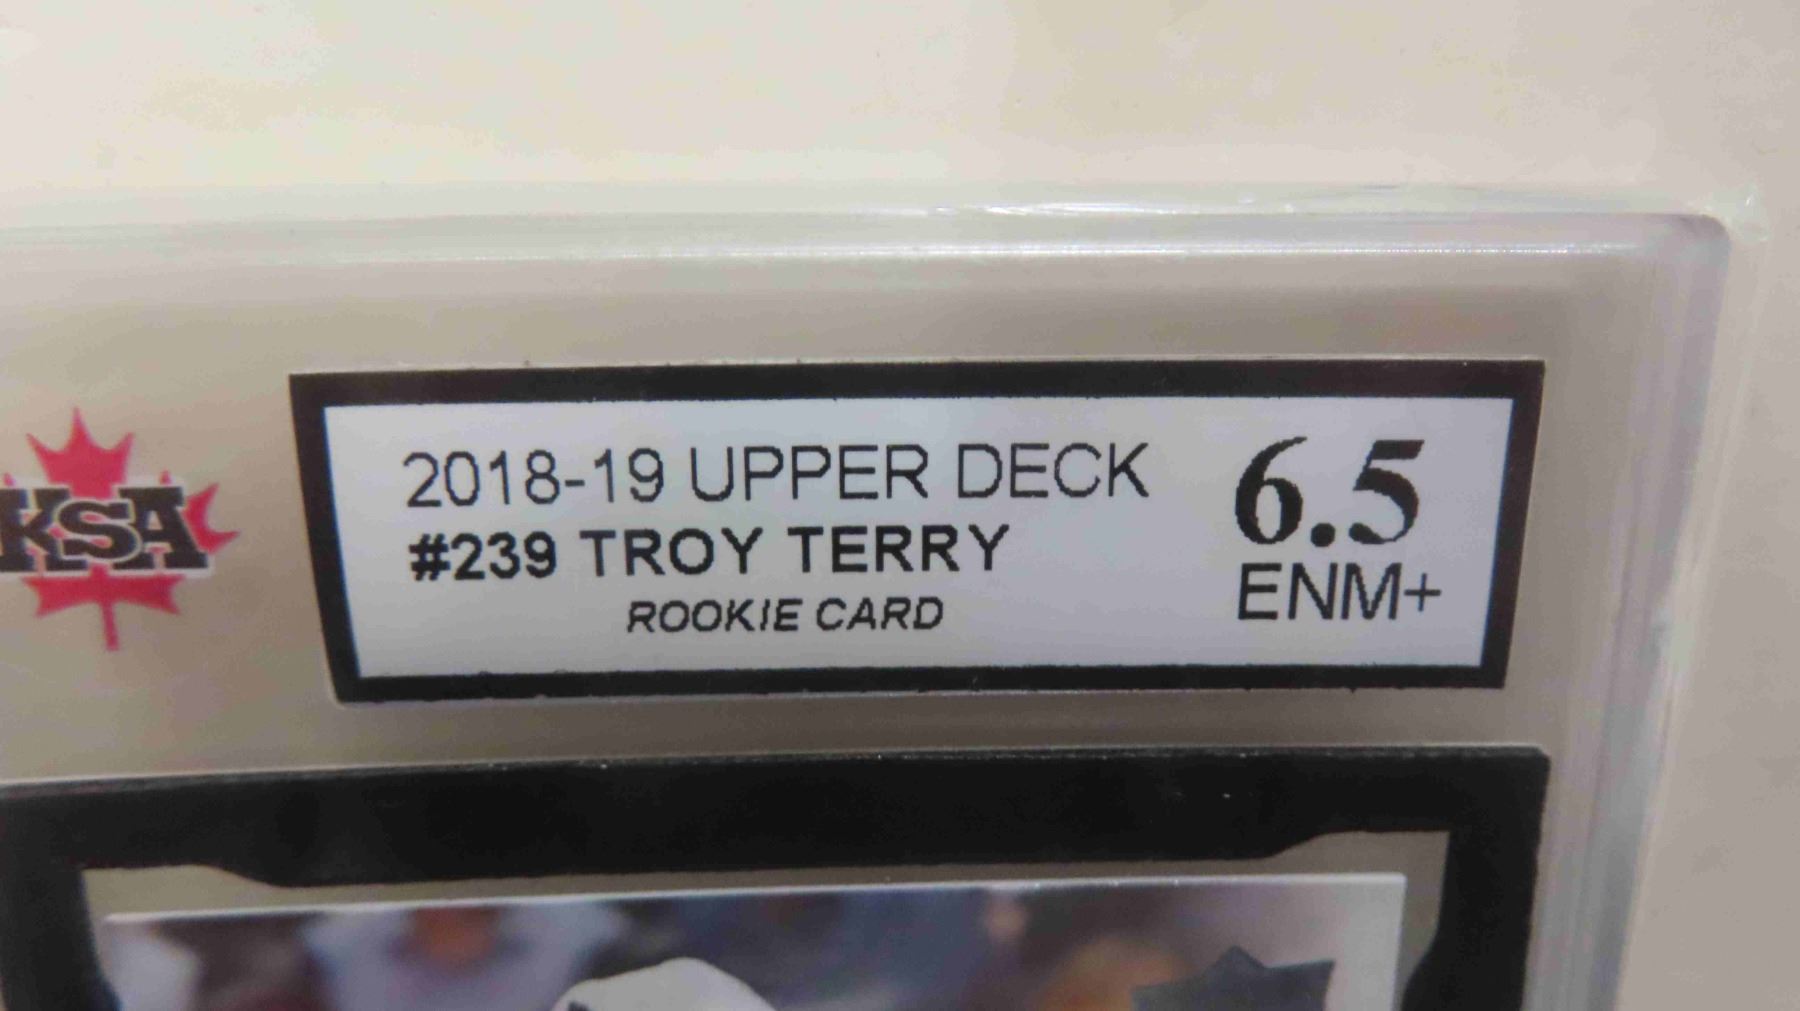 KSA
2018-19 UPPER DECK
#239 TROY TERRY
ROOKIE CARD
6.5
ENM+